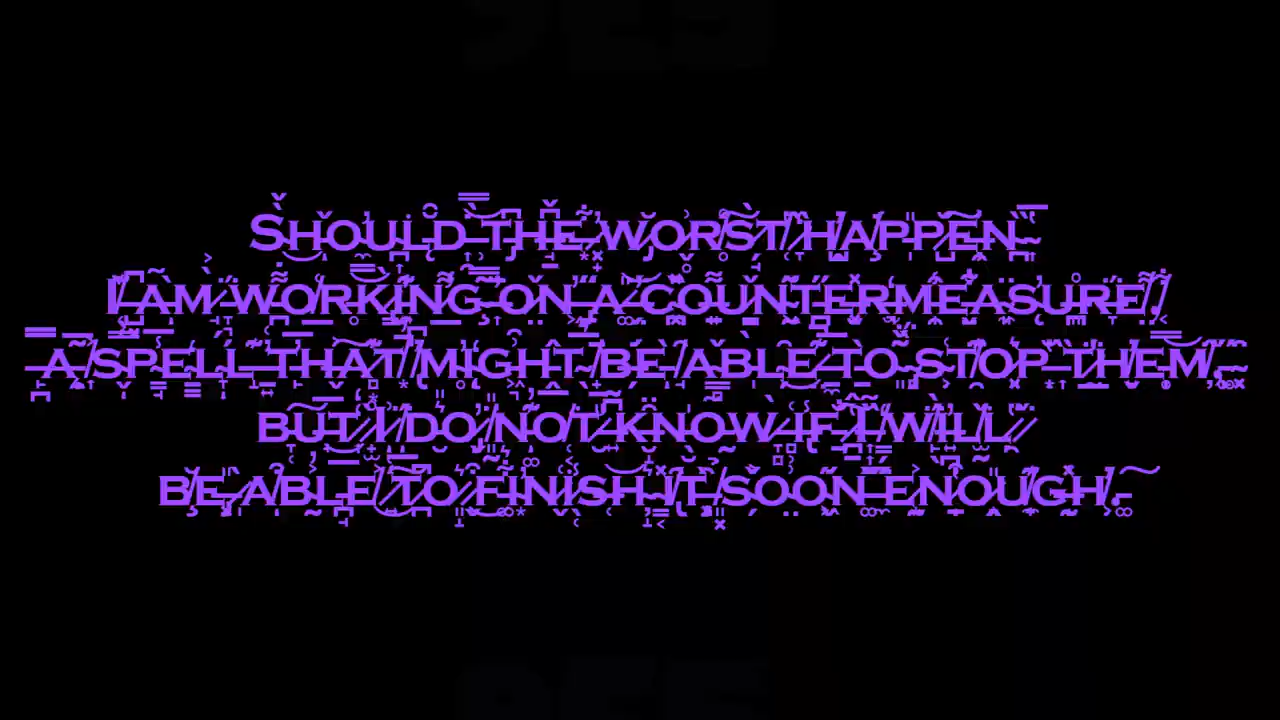 Should the worst happen
I am working on a countermeasure,
a spell that might be able to stop them,
but I do not know if I will
be able to finish it soon enough.